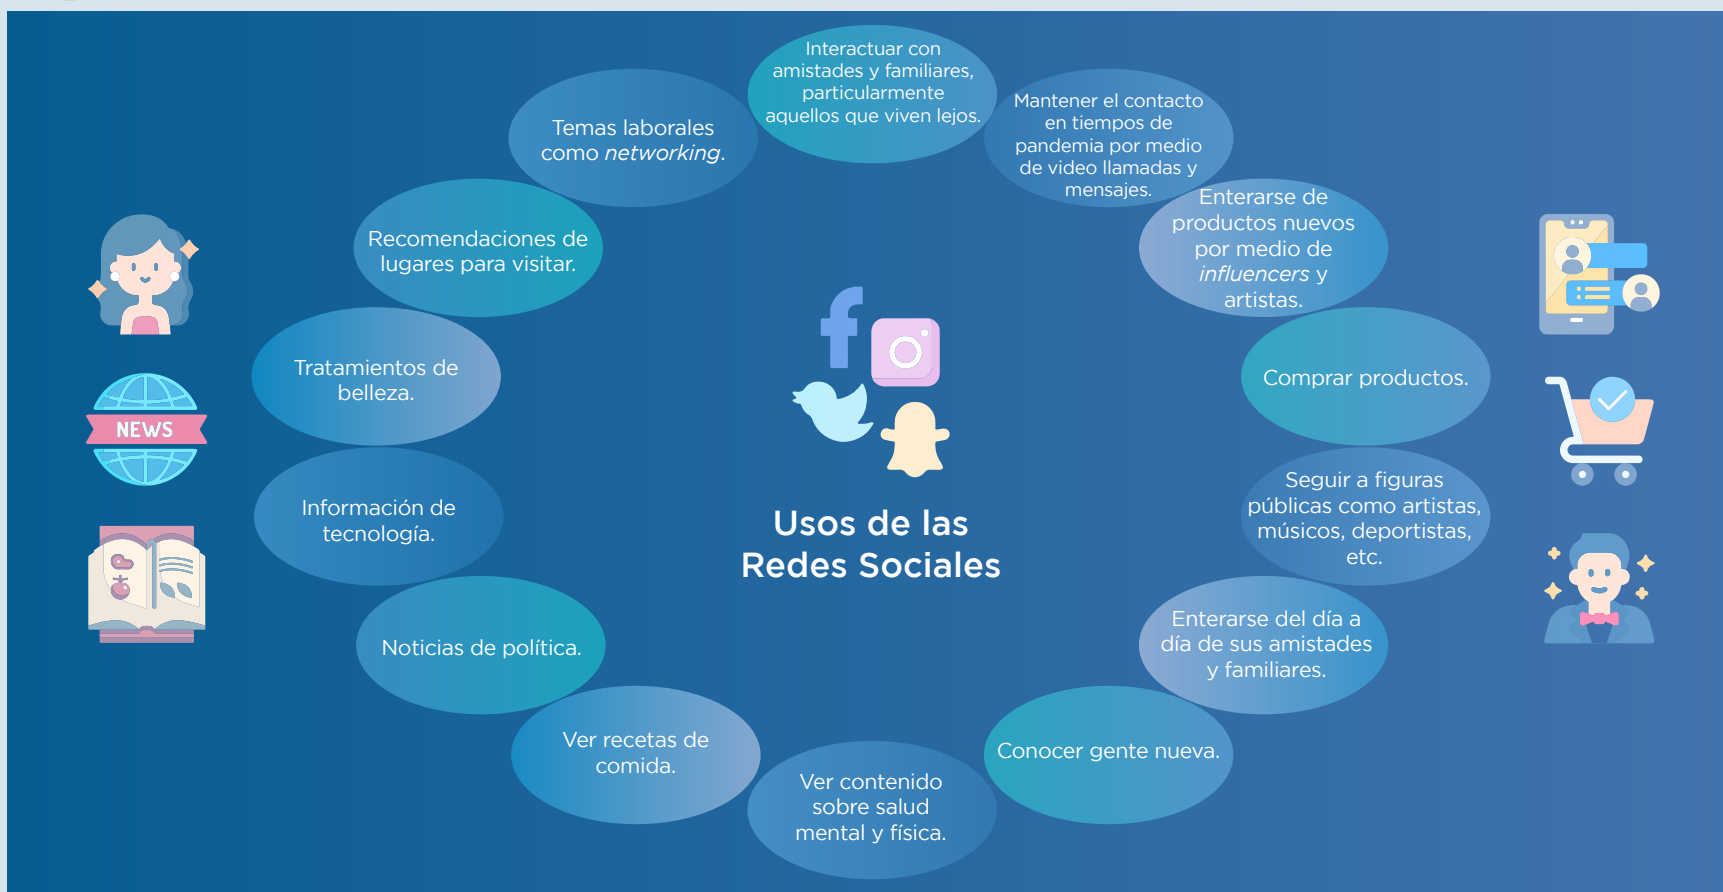 Interactuar con
amistades y familiares,
particularmente
aquellos que viven lejos.
Mantener el contacto
en tiempos de
pandemia por medio
de video llamadas y
mensajes.
Enterarse de
productos nuevos
por medio de
influencers y
artistas.
Comprar productos.
Seguir a figuras
públicas como artistas,
músicos, deportistas,
etc.
Enterarse del día a
día de sus amistades
y familiares.
Conocer gente nueva.
Ver contenido
sobre salud
mental y física.
Ver recetas de
comida.
Noticias de política.
Información de
tecnología.
Tratamientos de
belleza.
Recomendaciones de
lugares para visitar.
Temas laborales
como networking.
NEWS
Usos de las
Redes Sociales